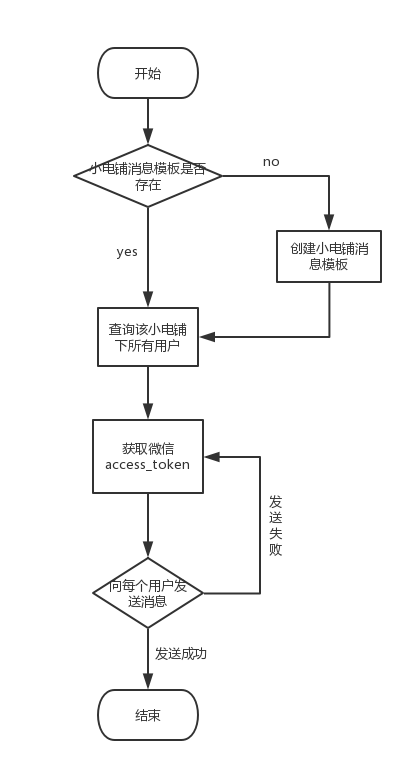 开始
小电铺消息模板是否
存在
no
yes
创建小电铺消
息模板
查询该小电铺
下所有用户
获取微信
access_token
发
送
失
败
向每个用户发
送消息
发送成功
结束